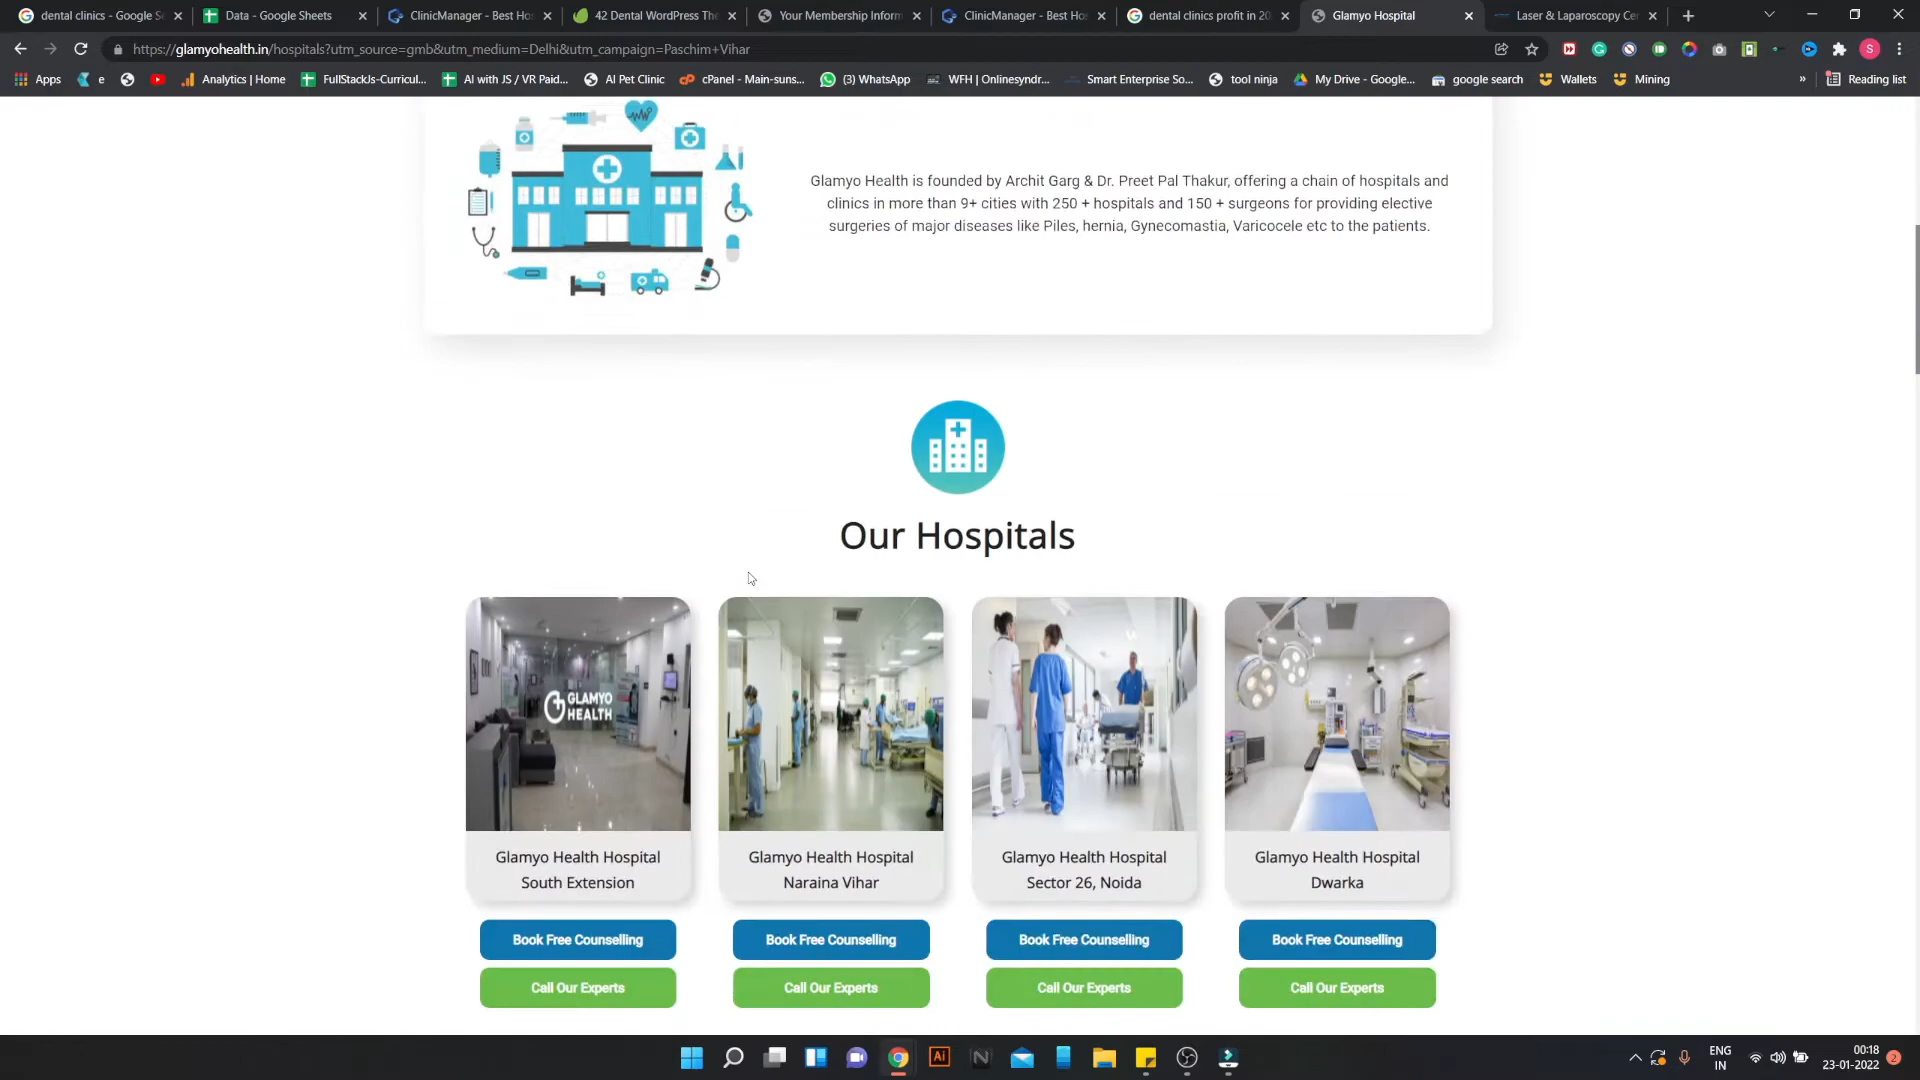 dental clinics - Google Se
Data - Google Sheets
ClinicManager - Best Hos
42 Dental WordPress The
Your Membership Inform
ClinicManager - Best Hos
dental clinics profit in 20
Glamyo Hospital
Laser & Laparoscopy Ce
https://glamyohealth.in/hospitals?utm_source=gmb&utm_medium=Delhi&utm_campaign=Paschim+Vihar
S
Apps
e
Analytics | Home
FullStackJs-Curricul...
AI with JS / VR Paid...
AI Pet Clinic
cPanel - Main-suns...
(3) WhatsApp
WFH | Onlinesyndr...
Smart Enterprise So...
tool ninja
My Drive - Google...
google search
Wallets
Mining
»
Reading list
Glamyo Health is founded by Archit Garg & Dr. Preet Pal Thakur, offering a chain of hospitals and
clinics in more than 9+ cities with 250 + hospitals and 150 + surgeons for providing elective
surgeries of major diseases like Piles, hernia, Gynecomastia, Varicocele etc to the patients.
Our Hospitals
GLAMYO
HEALTH
Glamyo Health Hospital
South Extension
Glamyo Health Hospital
Naraina Vihar
Glamyo Health Hospital
Sector 26, Noida
Glamyo Health Hospital
Dwarka
Book Free Counselling
Book Free Counselling
Book Free Counselling
Book Free Counselling
Call Our Experts
Call Our Experts
Call Our Experts
Call Our Experts
Ai
N
ENG
IN
00:18
23-01-2022
2